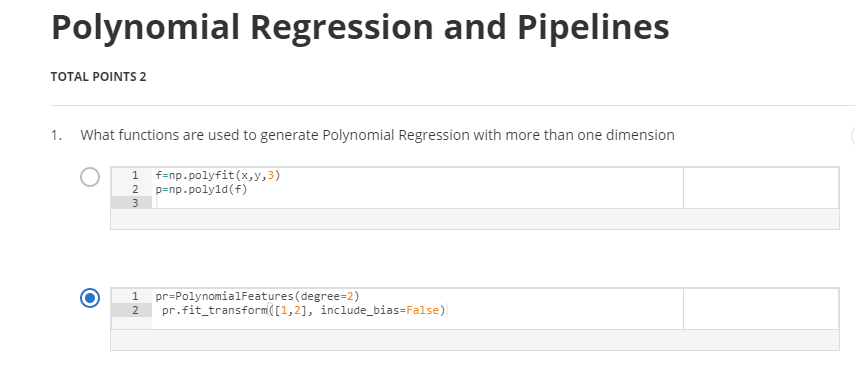 Polynomial Regression and Pipelines
TOTAL POINTS 2
1. What functions are used to generate Polynomial Regression with more than one dimension
1 f=np.polyfit(x,y,3)
2 p=np.poly1d(f)
3
1 pr=PolynomialFeatures(degree=2)
2 pr.fit_transform([1,2], include_bias=False)